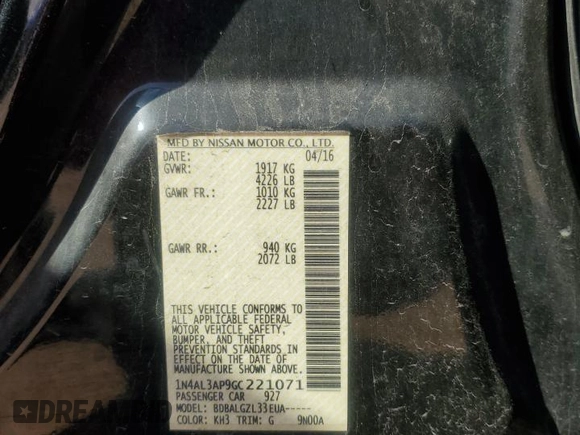 MFD BY NISSAN MOTOR CO., LTD.
DATE: 04/16
GVWR: 1917 KG
4226 LB
GAWR FR.: 1010 KG
2227 LB
GAWR RR.: 940 KG
2072 LB
THIS VEHICLE CONFORMS TO
ALL APPLICABLE FEDERAL
MOTOR VEHICLE SAFETY,
BUMPER, AND THEFT
PREVENTION STANDARDS IN
EFFECT ON THE DATE OF
MANUFACTURE SHOWN ABOVE.
1N4AL3AP9GC221071
PASSENGER CAR 927
MODEL: BDBALGZL33EUA-----
COLOR: KH3 TRIM: G 9N00A
© DEALERSCLOUD
AUCTION HISTORY